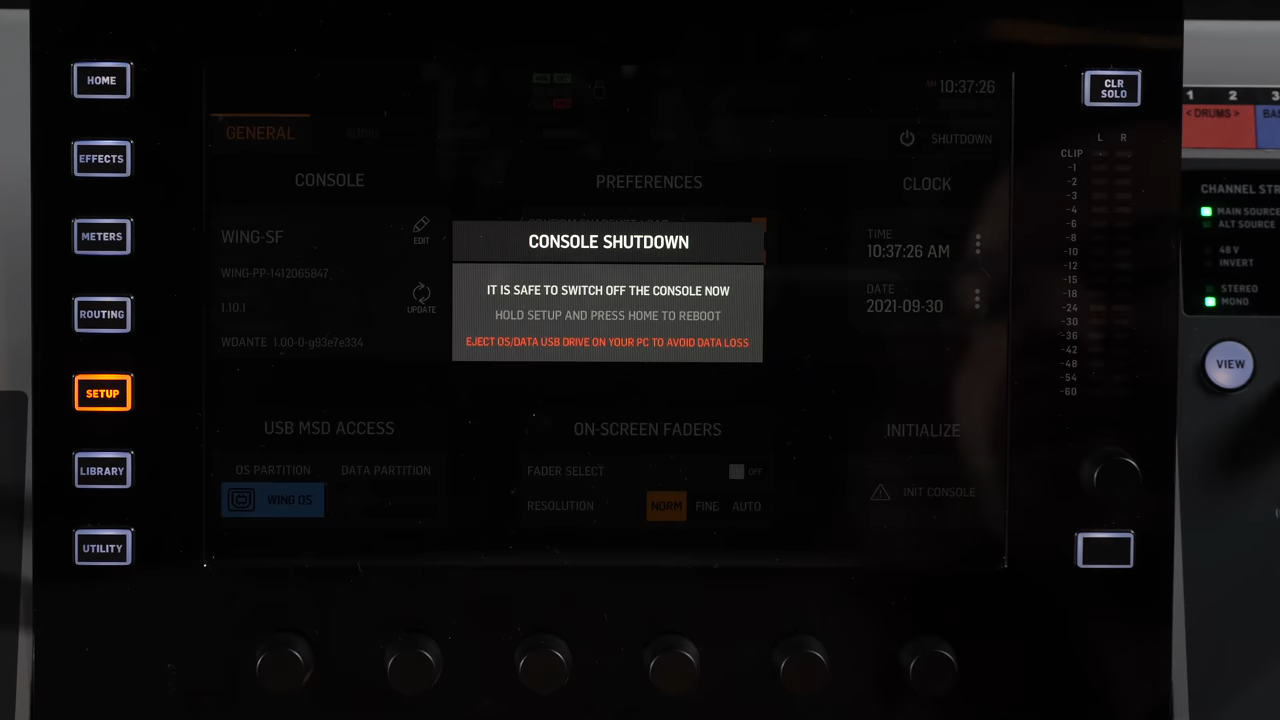 HOME
EFFECTS
METERS
ROUTING
SETUP
LIBRARY
UTILITY
AM 10:37:26
GENERAL
AUDIO
SHUTDOWN
CONSOLE
PREFERENCES
CLOCK
WING-SF
EDIT
WING-PP-1412065847
1.10.1
UPDATE
WDANTE 1.00-0-g93e7e334
CONSOLE SHUTDOWN
IT IS SAFE TO SWITCH OFF THE CONSOLE NOW
HOLD SETUP AND PRESS HOME TO REBOOT
EJECT OS/DATA USB DRIVE ON YOUR PC TO AVOID DATA LOSS
TIME
10:37:26 AM
DATE
2021-09-30
USB MSD ACCESS
OS PARTITION DATA PARTITION
WING OS
ON-SCREEN FADERS
FADER SELECT OFF
RESOLUTION NORM FINE AUTO
INITIALIZE
INIT CONSOLE
CLR
SOLO
L R
CLIP
-1
-2
-3
-4
-6
-8
-10
-12
-15
-18
-24
-30
-36
-42
-48
-54
-60
1 2 3
< DRUMS > BAS
CHANNEL STR
MAIN SOURCE
ALT SOURCE
48 V
INVERT
STEREO
MONO
VIEW